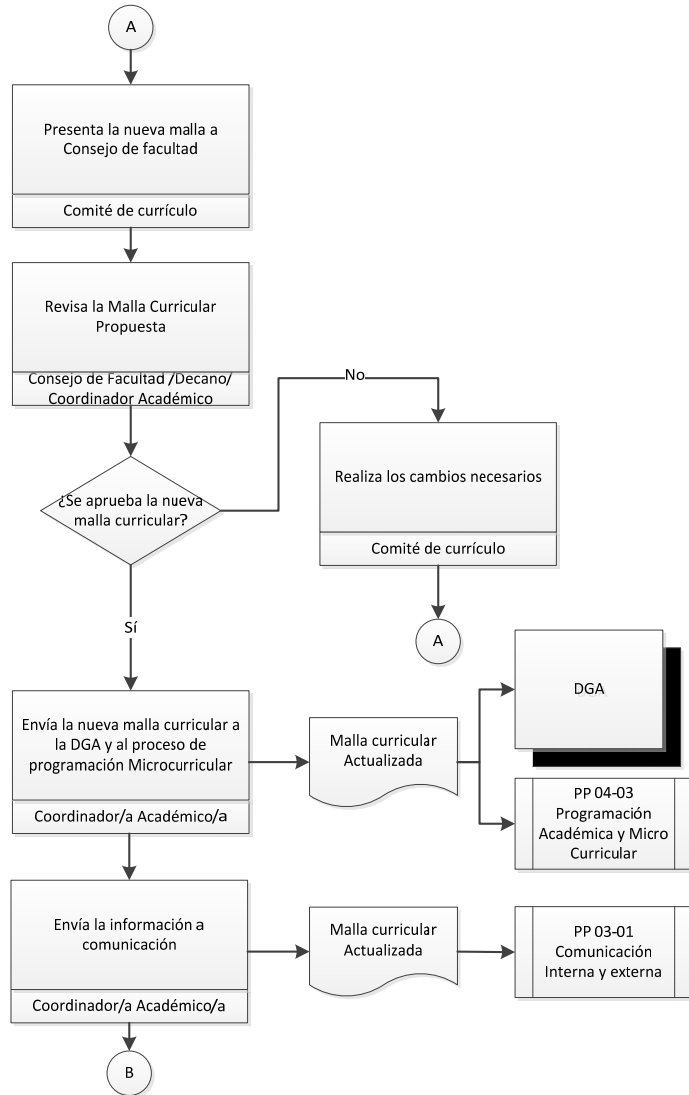 A
Presenta la nueva malla a
Consejo de facultad
Comité de currículo
Revisa la Malla Curricular
Propuesta
Consejo de Facultad /Decano/
Coordinador Académico
No
¿Se aprueba la nueva
malla curricular?
Realiza los cambios necesarios
Comité de currículo
A
Sí
Envía la nueva malla curricular a
la DGA y al proceso de
programación Microcurricular
Coordinador/a Académico/a
Malla curricular
Actualizada
DGA
PP 04-03
Programación
Académica y Micro
Curricular
Envía la información a
comunicación
Coordinador/a Académico/a
Malla curricular
Actualizada
PP 03-01
Comunicación
Interna y externa
B